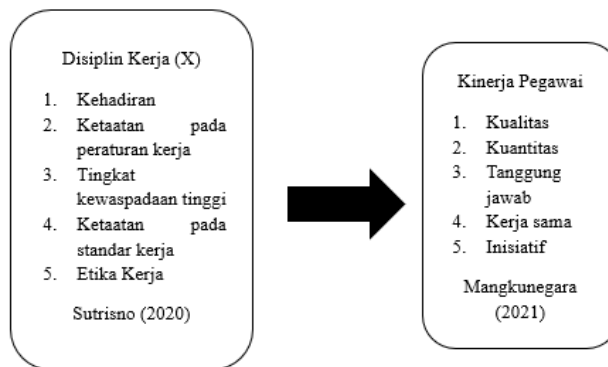 Disiplin Kerja (X)
1. Kehadiran
2. Ketaatan pada
peraturan kerja
3. Tingkat
kewaspadaan tinggi
4. Ketaatan pada
standar kerja
5. Etika Kerja
Sutrisno (2020)
Kinerja Pegawai
1. Kualitas
2. Kuantitas
3. Tanggung
jawab
4. Kerja sama
5. Inisiatif
Mangkunegara
(2021)